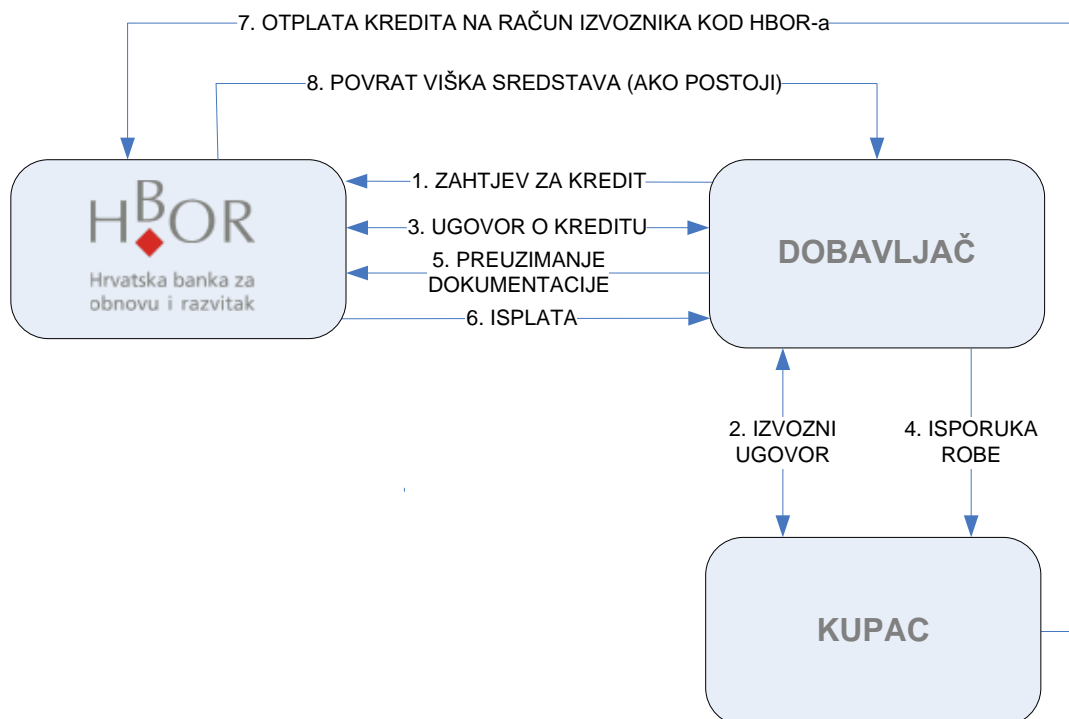 7. OTPLATA KREDITA NA RAČUN IZVOZNIKA KOD HBOR-a
8. POVRAT VIŠKA SREDSTAVA (AKO POSTOJI)
1. ZAHTJEV ZA KREDIT
HBOR
Hrvatska banka za
obnovu i razvitak
3. UGOVOR O KREDITU
5. PREUZIMANJE
DOKUMENTACIJE
6. ISPLATA
DOBAVLJAČ
2. IZVOZNI
UGOVOR
4. ISPORUKA
ROBE
KUPAC